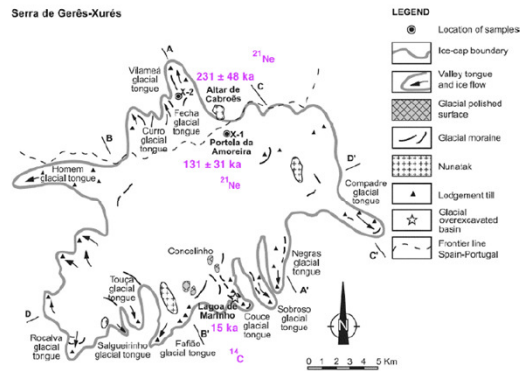 Serra de Gerês-Xurés
A
Vilameá
glacial
tongue
21Ne
231 ± 48 ka
X-2
Altar de
Cabroês
C
Fecha
glacial
tongue
Curro
glacial
tongue
B
X-1
Portela da
Amoreira
131 ± 31 ka
21Ne
Homem
glacial tongue
D'
Compadre
glacial
tongue
C'
Concelinho
Negras
glacial
tongue
A'
Touça
glacial
tongue
Lagoa de
Marinho
15 ka
14C
Couce
glacial
tongue
Sobroso
glacial
tongue
D
Rocalva
glacial
tongue
Salgueirinho
glacial tongue
Fafião
glacial tongue
B'
N
0 1 2 3 4 5 Km
LEGEND
Location of samples
Ice-cap boundary
Valley tongue
and ice flow
Glacial polished
surface
Glacial moraine
Nunatak
Lodgement till
Glacial
overexcavated
basin
Frontier line
Spain-Portugal